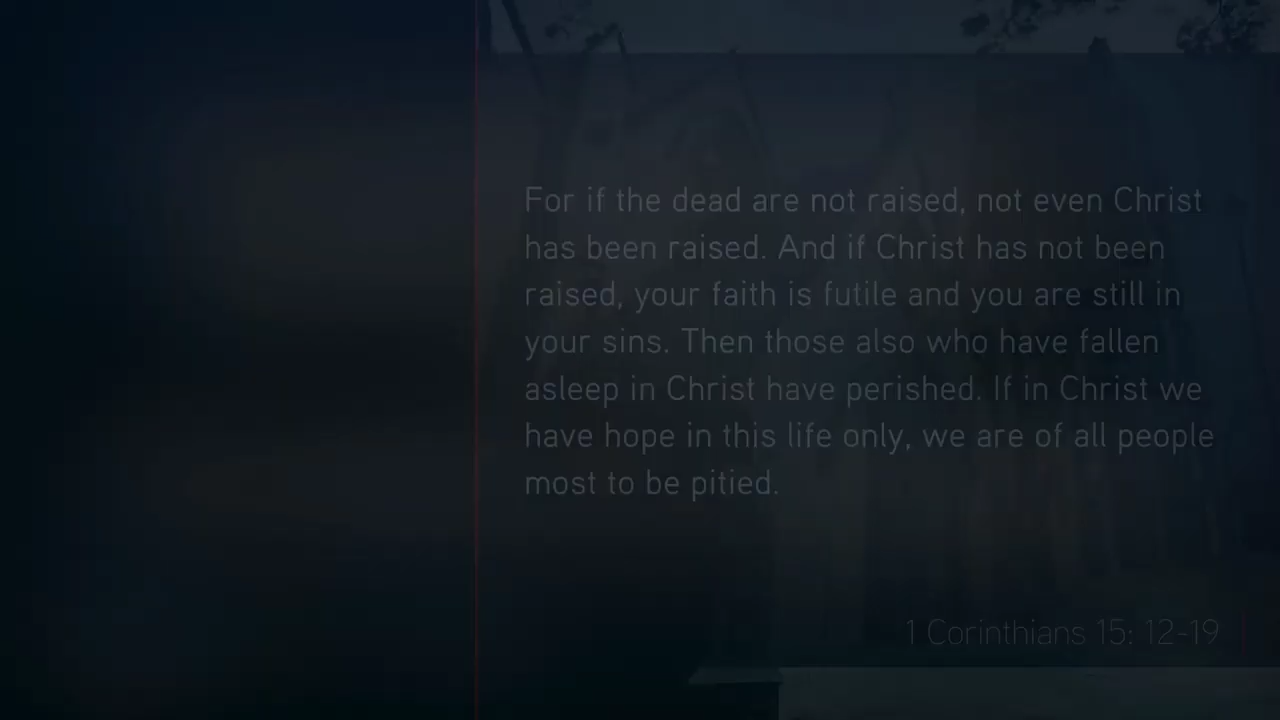 For if the dead are not raised, not even Christ
has been raised. And if Christ has not been
raised, your faith is futile and you are still in
your sins. Then those also who have fallen
asleep in Christ have perished. If in Christ we
have hope in this life only, we are of all people
most to be pitied.
1 Corinthians 15: 12-19